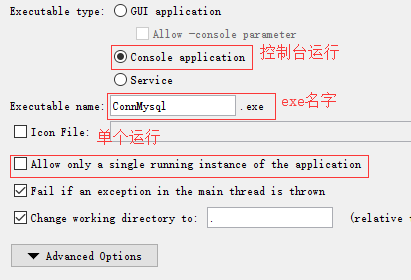 Executable type: GUI application
Allow -console parameter
Console application 控制台运行
Service
Executable name: ConnMysql .exe exe名字
Icon File: 单个运行
Allow only a single running instance of the application
Fail if an exception in the main thread is thrown
Change working directory to: . (relative
Advanced Options